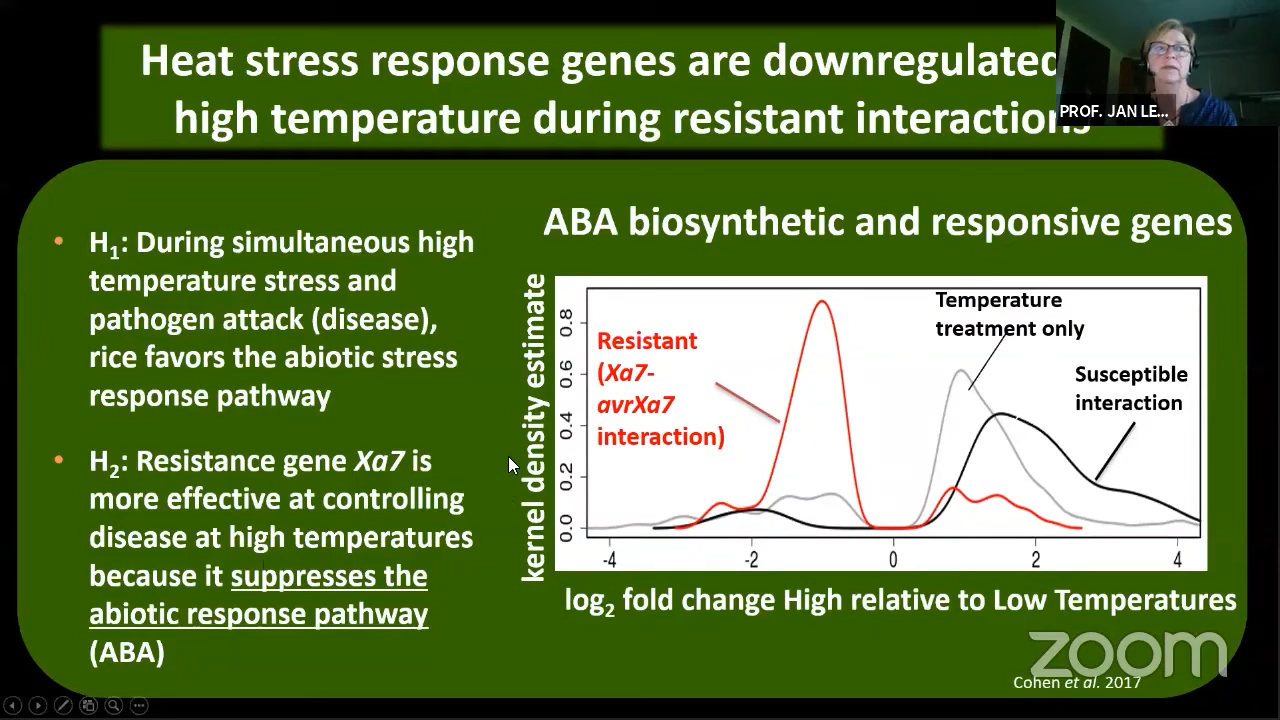 Heat stress response genes are downregulated
high temperature during resistant interactions
PROF. JAN LE...
• H1: During simultaneous high
temperature stress and
pathogen attack (disease),
rice favors the abiotic stress
response pathway
• H2: Resistance gene Xa7 is
more effective at controlling
disease at high temperatures
because it suppresses the
abiotic response pathway
(ABA)
ABA biosynthetic and responsive genes
kernel density estimate
0.8
0.6
0.4
0.2
0.0
Resistant
(Xa7-
avrXa7
interaction)
Temperature
treatment only
Susceptible
interaction
-4 -2 0 2 4
log2 fold change High relative to Low Temperatures
zoom
Cohen et al. 2017